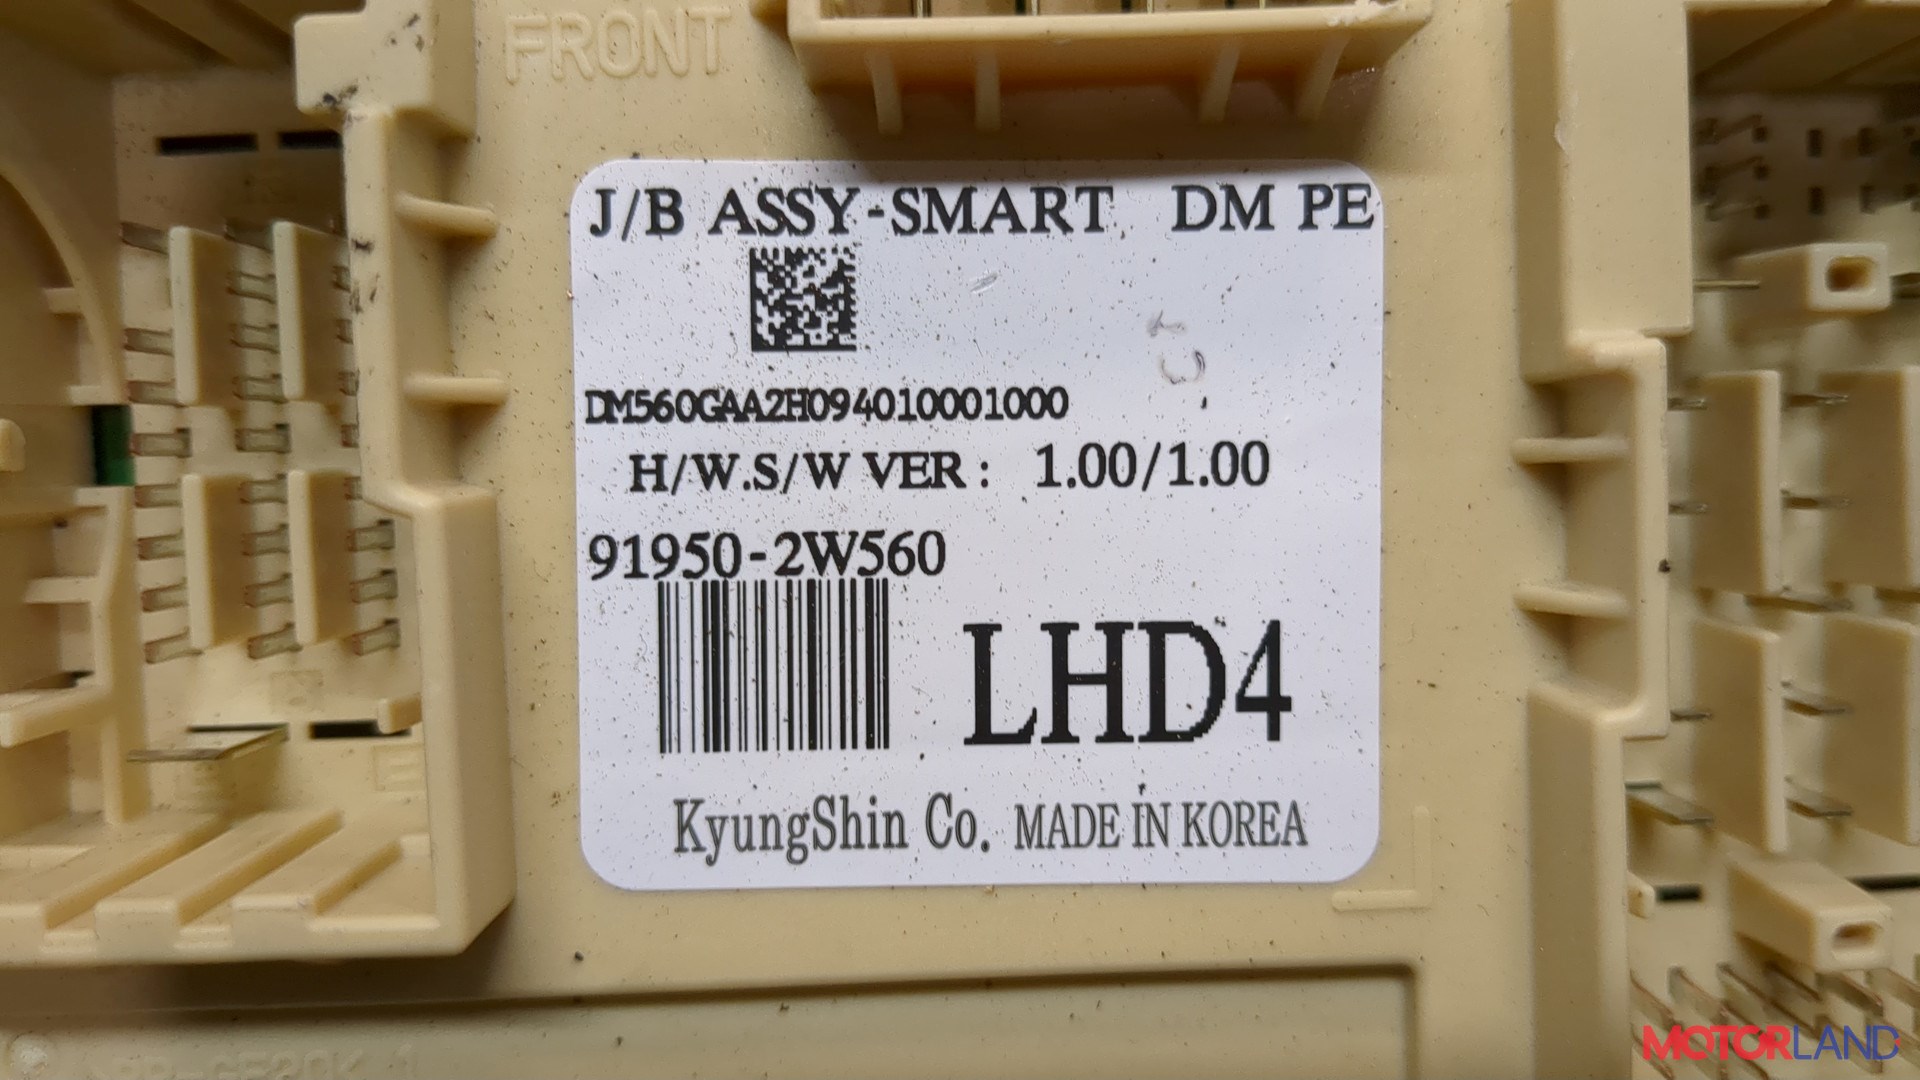 FRONT
J/B ASSY-SMART DM PE
DM560GAA2H094010001000
H/W.S/W VER: 1.00/1.00
91950-2W560
LHD4
KyungShin Co. MADE IN KOREA
MOTORLAND